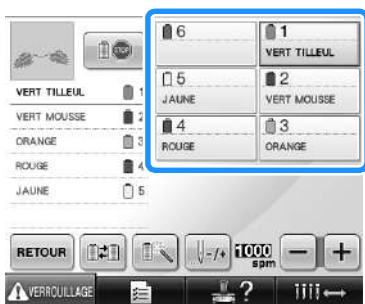 STOP
VERT TILLEUL 1
VERT MOUSSE 2
ORANGE 3
ROUGE 4
JAUNE 5
6
1
VERT TILLEUL
5
JAUNE
2
VERT MOUSSE
4
ROUGE
3
ORANGE
RETOUR
-/+
1000
spm
− +
VERROUILLAGE
?